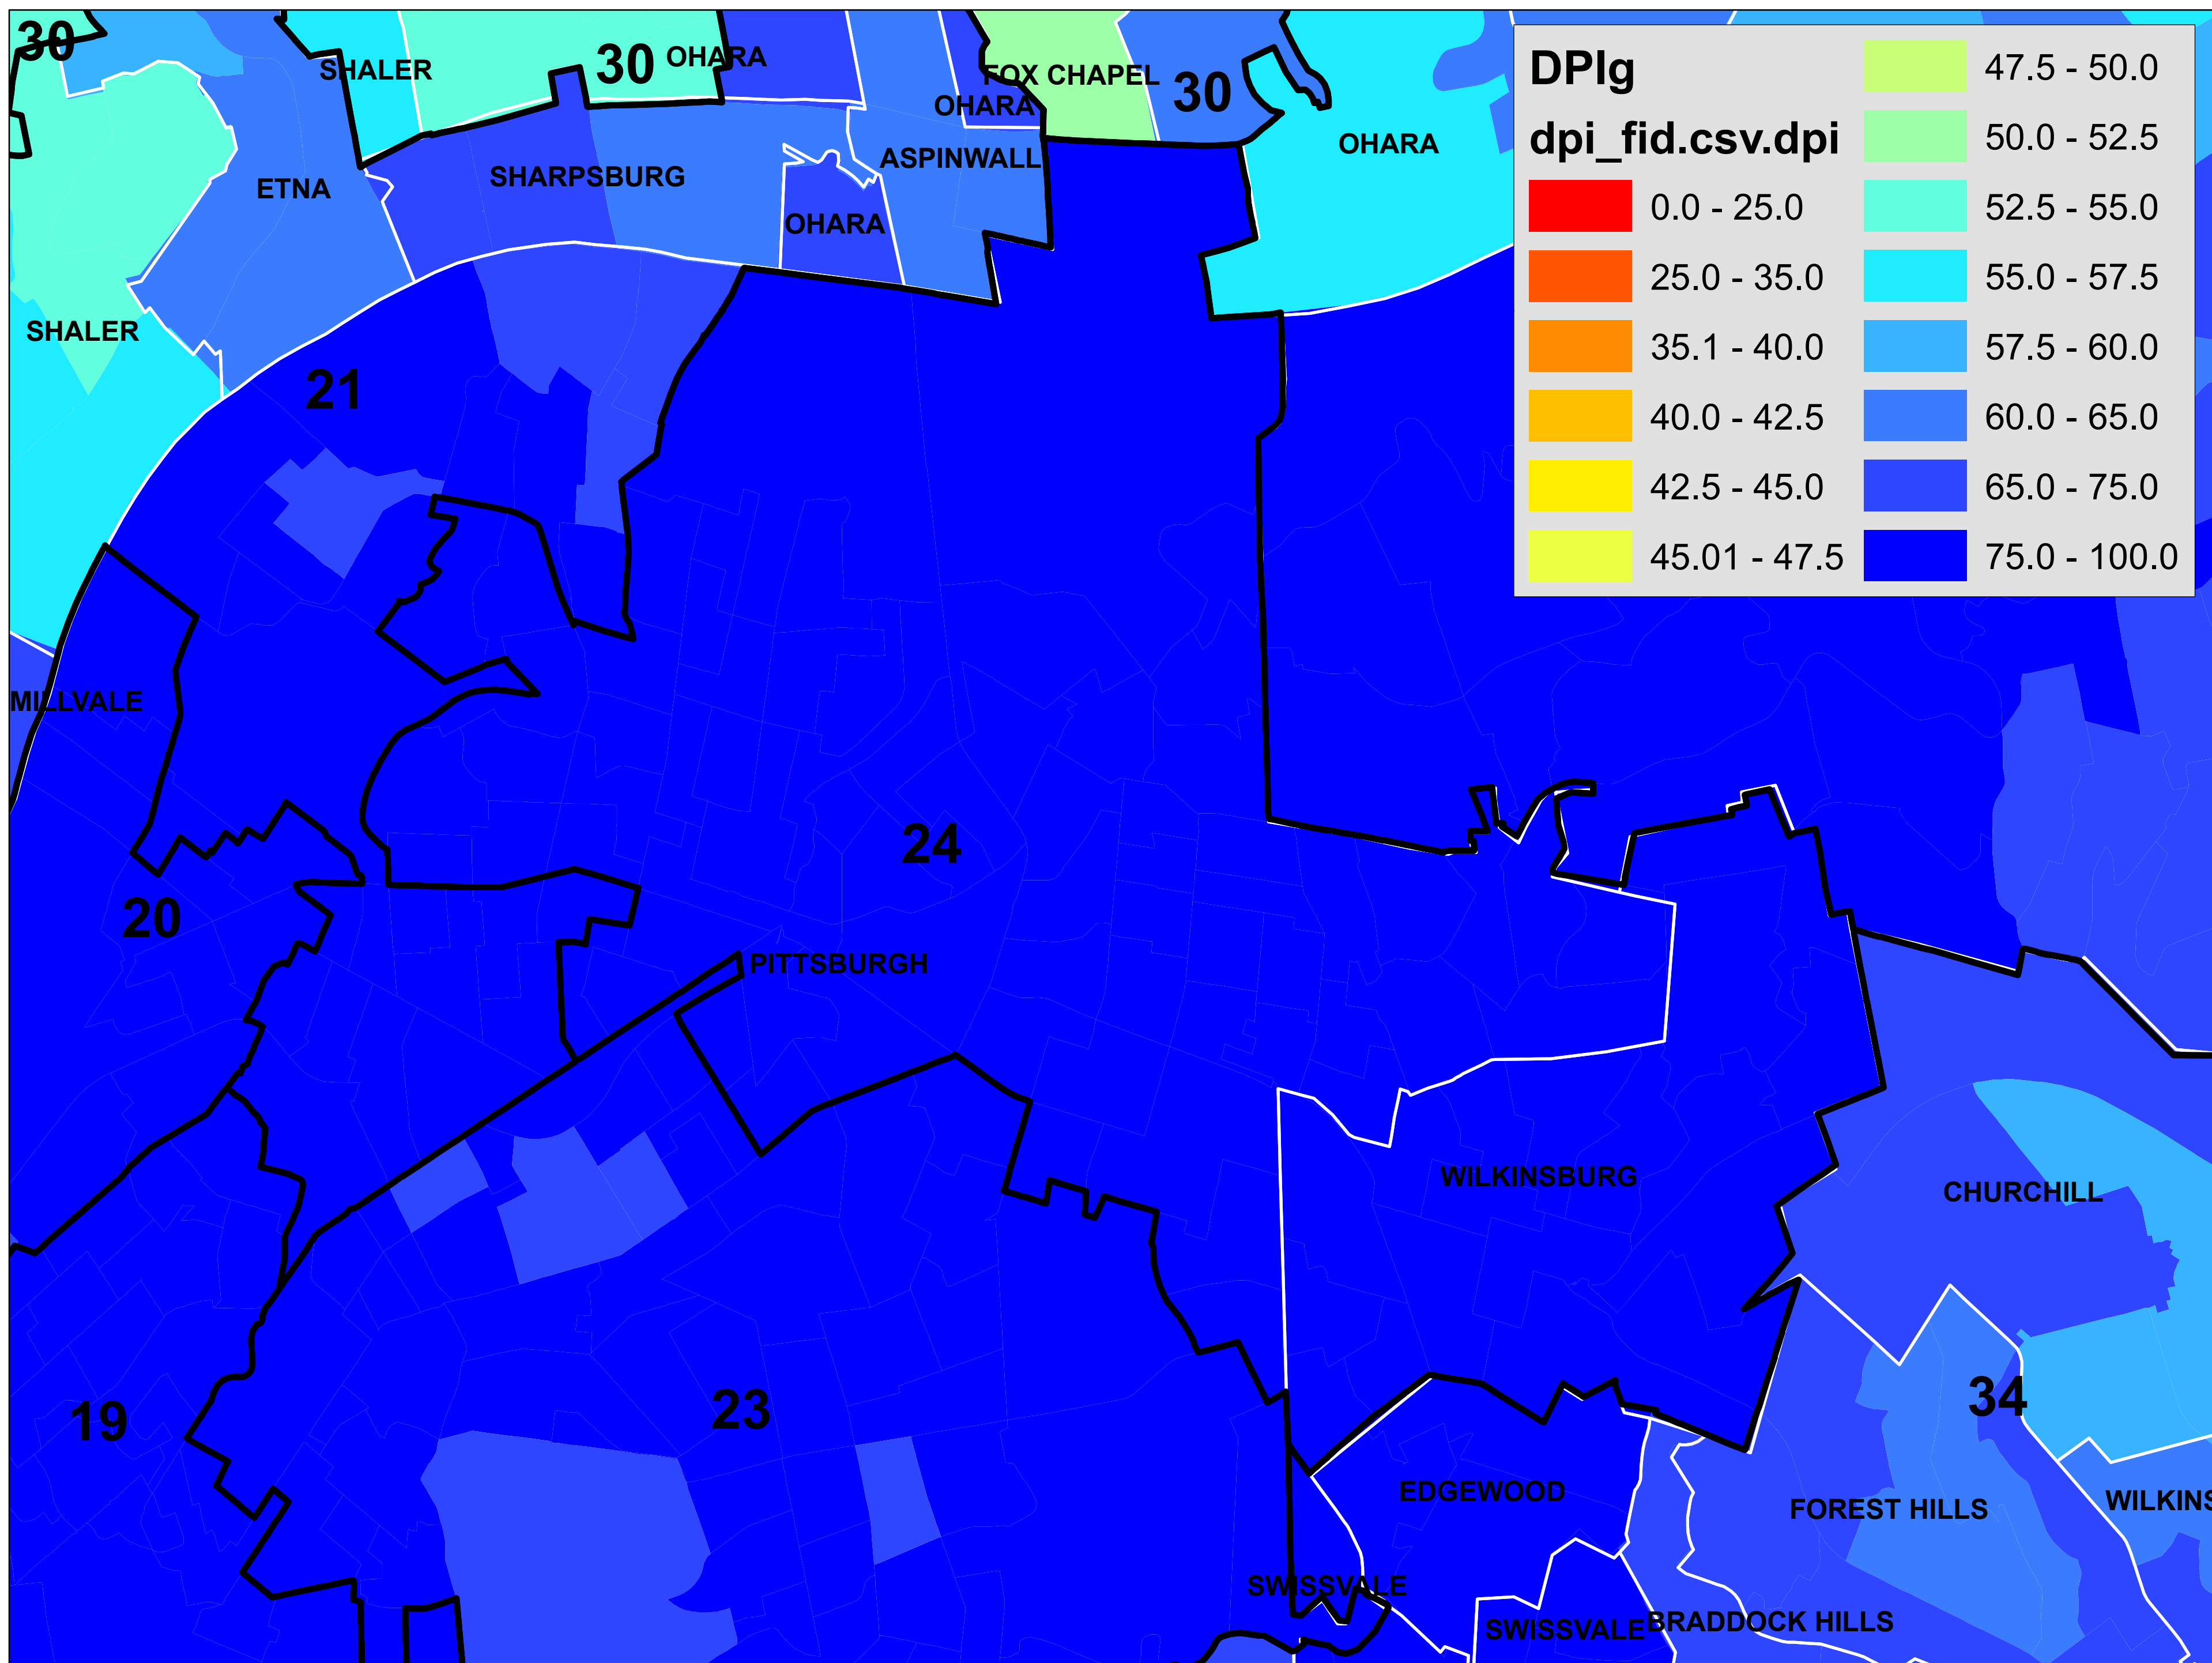 30
SHALER
30
OHARA
FOX CHAPEL
OHARA
30
OHARA
ETNA
SHARPSBURG
ASPINWALL
OHARA
SHALER
21
MILLVALE
24
20
PITTSBURGH
WILKINSBURG
CHURCHILL
19
23
34
EDGEWOOD
FOREST HILLS
WILKINS
SWISSVALE
SWISSVALE
BRADDOCK HILLS
DPIg
dpi_fid.csv.dpi
0.0 - 25.0
25.0 - 35.0
35.1 - 40.0
40.0 - 42.5
42.5 - 45.0
45.01 - 47.5
47.5 - 50.0
50.0 - 52.5
52.5 - 55.0
55.0 - 57.5
57.5 - 60.0
60.0 - 65.0
65.0 - 75.0
75.0 - 100.0